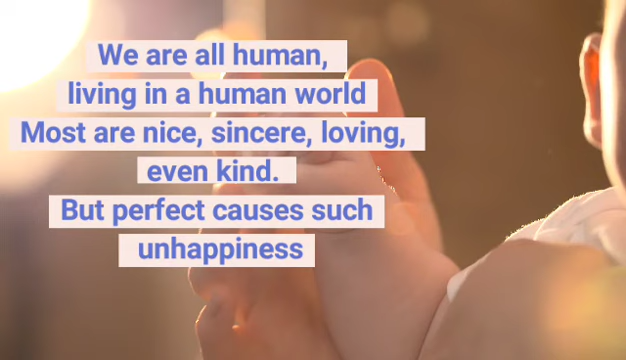 We are all human,
living in a human world
Most are nice, sincere, loving,
even kind.
But perfect causes such
unhappiness